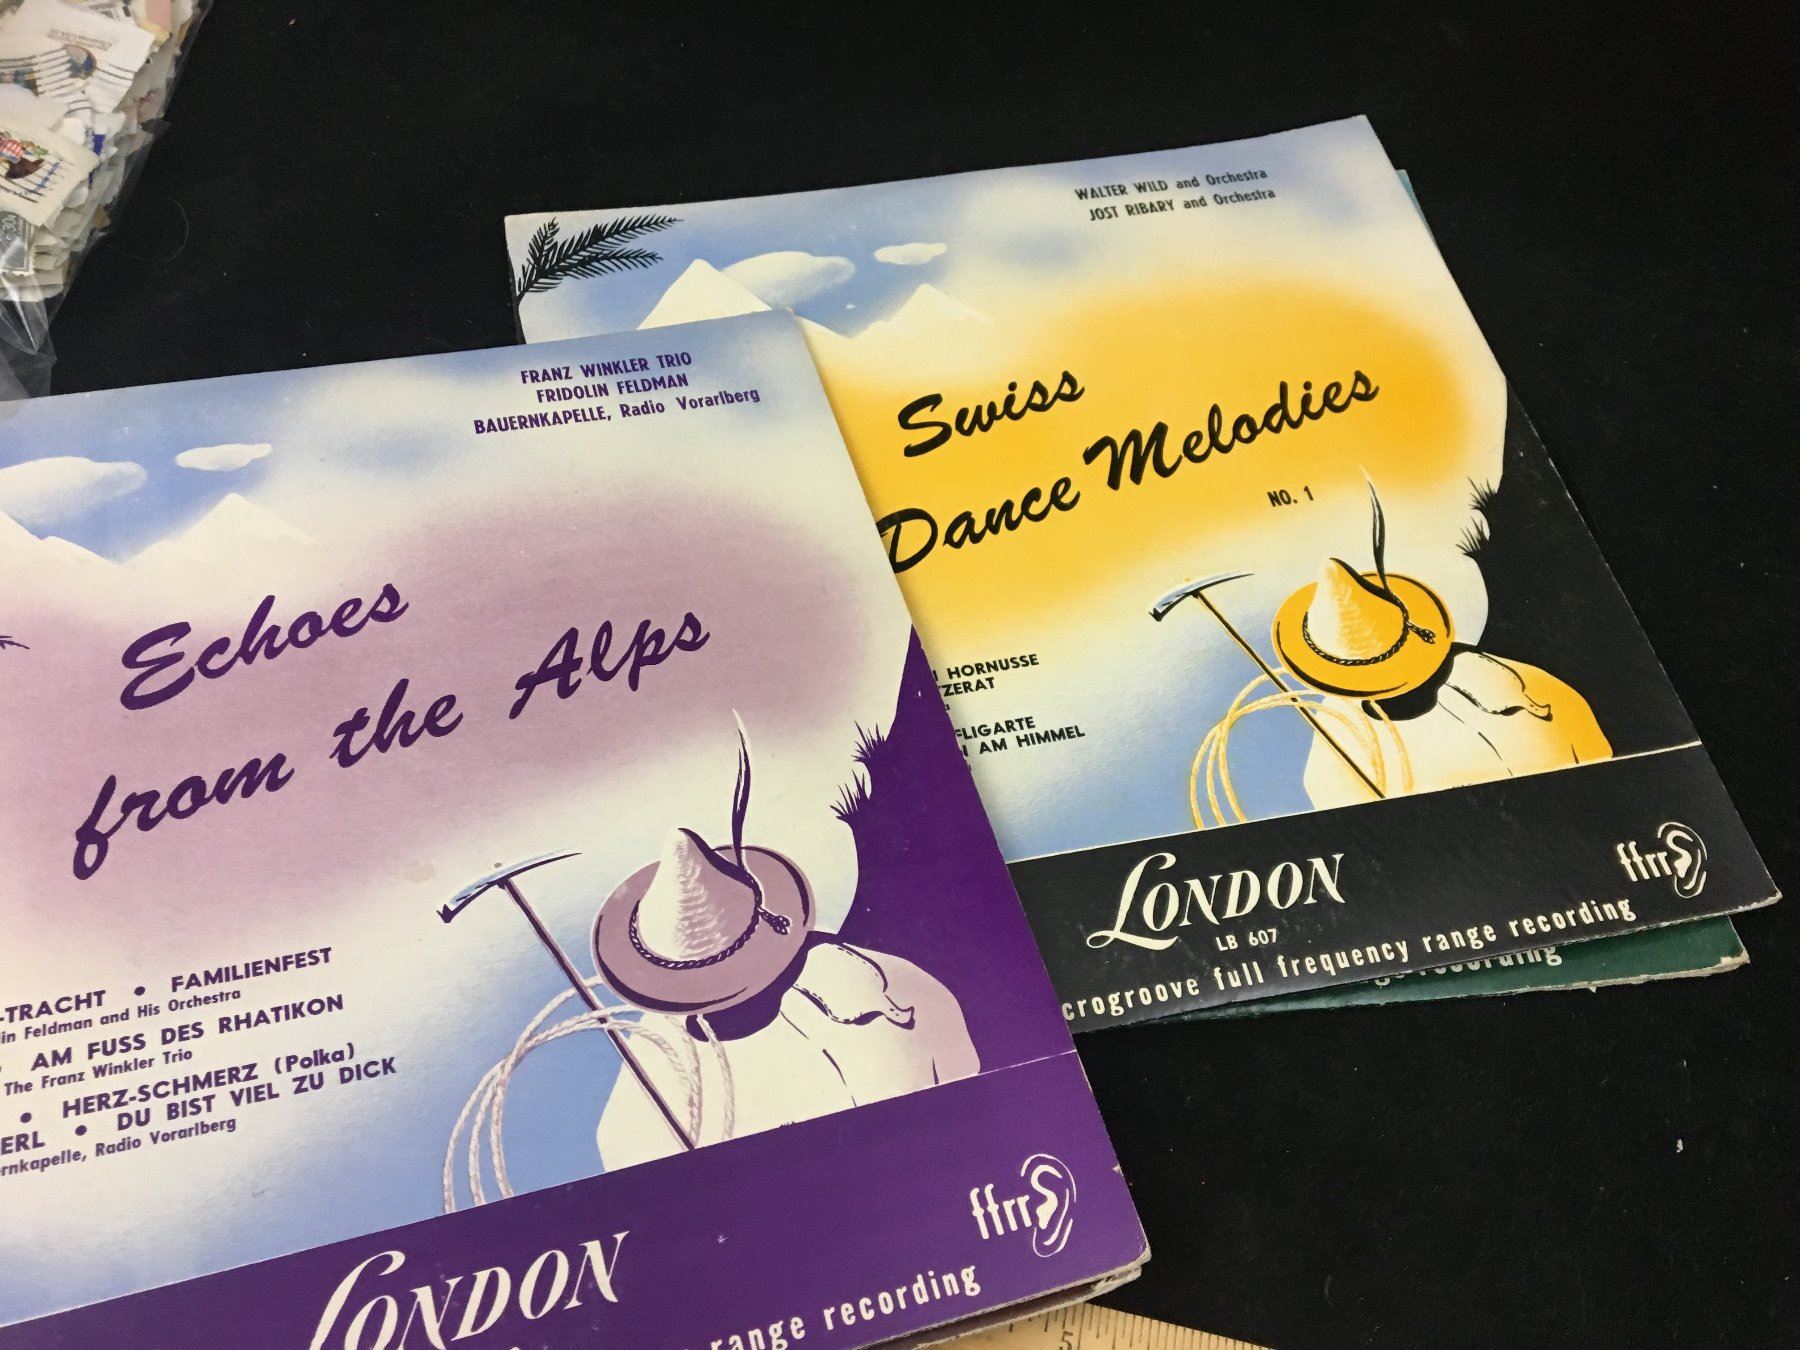 FRANZ WINKLER TRIO
FRIDOLIN FELDMAN
BAUERNKAPELLE, Radio Vorarlberg
Echoes
from the Alps
-TRACHT • FAMILIENFEST
in Feldman and His Orchestra
AM FUSS DES RHATIKON
The Franz Winkler Trio
• HERZ-SCHMERZ (Polka)
ERL • DU BIST VIEL ZU DICK
rnkapelle, Radio Vorarlberg
LONDON
ffrr
range recording
WALTER WILD and Orchestra
JOST RIBARY and Orchestra
Swiss
Dance Melodies
NO. 1
HORNUSSE
ZERAT
FLIGARTE
AM HIMMEL
LONDON
ffrr
LB 607
crogroove full frequency range recording
recording
5